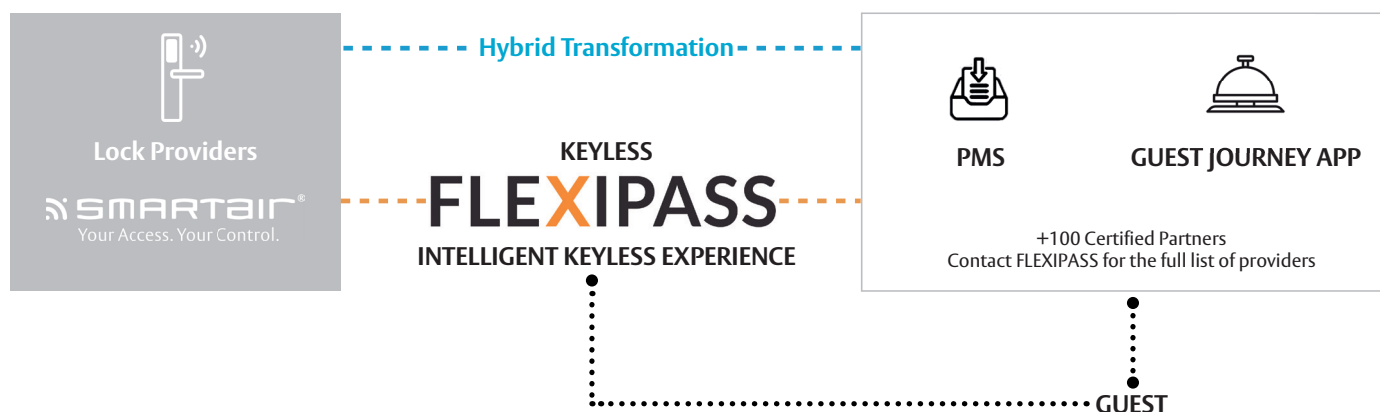 Hybrid Transformation
Lock Providers
SMARTair®
Your Access. Your Control.
KEYLESS
FLEXIPASS
INTELLIGENT KEYLESS EXPERIENCE
PMS
GUEST JOURNEY APP
+100 Certified Partners
Contact FLEXIPASS for the full list of providers
GUEST